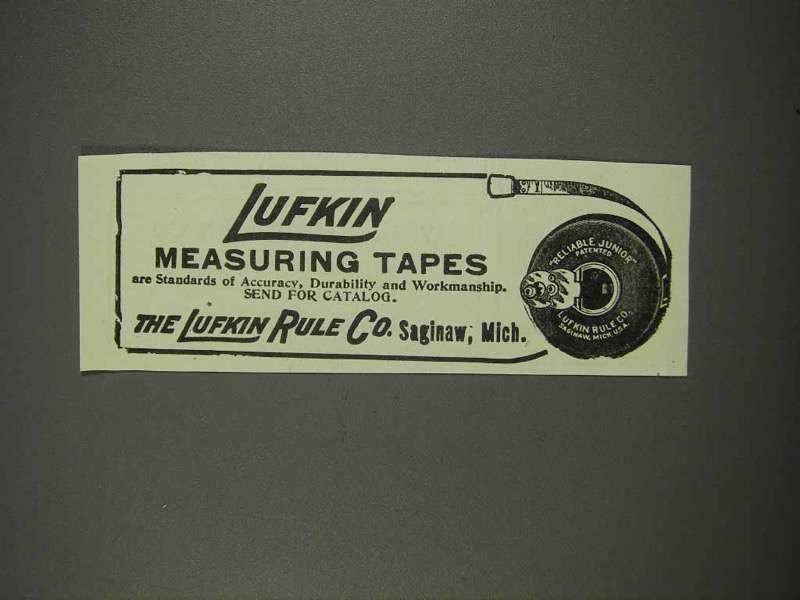 LUFKIN
MEASURING TAPES
are Standards of Accuracy, Durability and Workmanship.
SEND FOR CATALOG.
THE LUFKIN RULE CO. Saginaw, Mich.
"RELIABLE JUNIOR"
PATENTED
LUFKIN RULE CO.
SAGINAW, MICH. U.S.A.